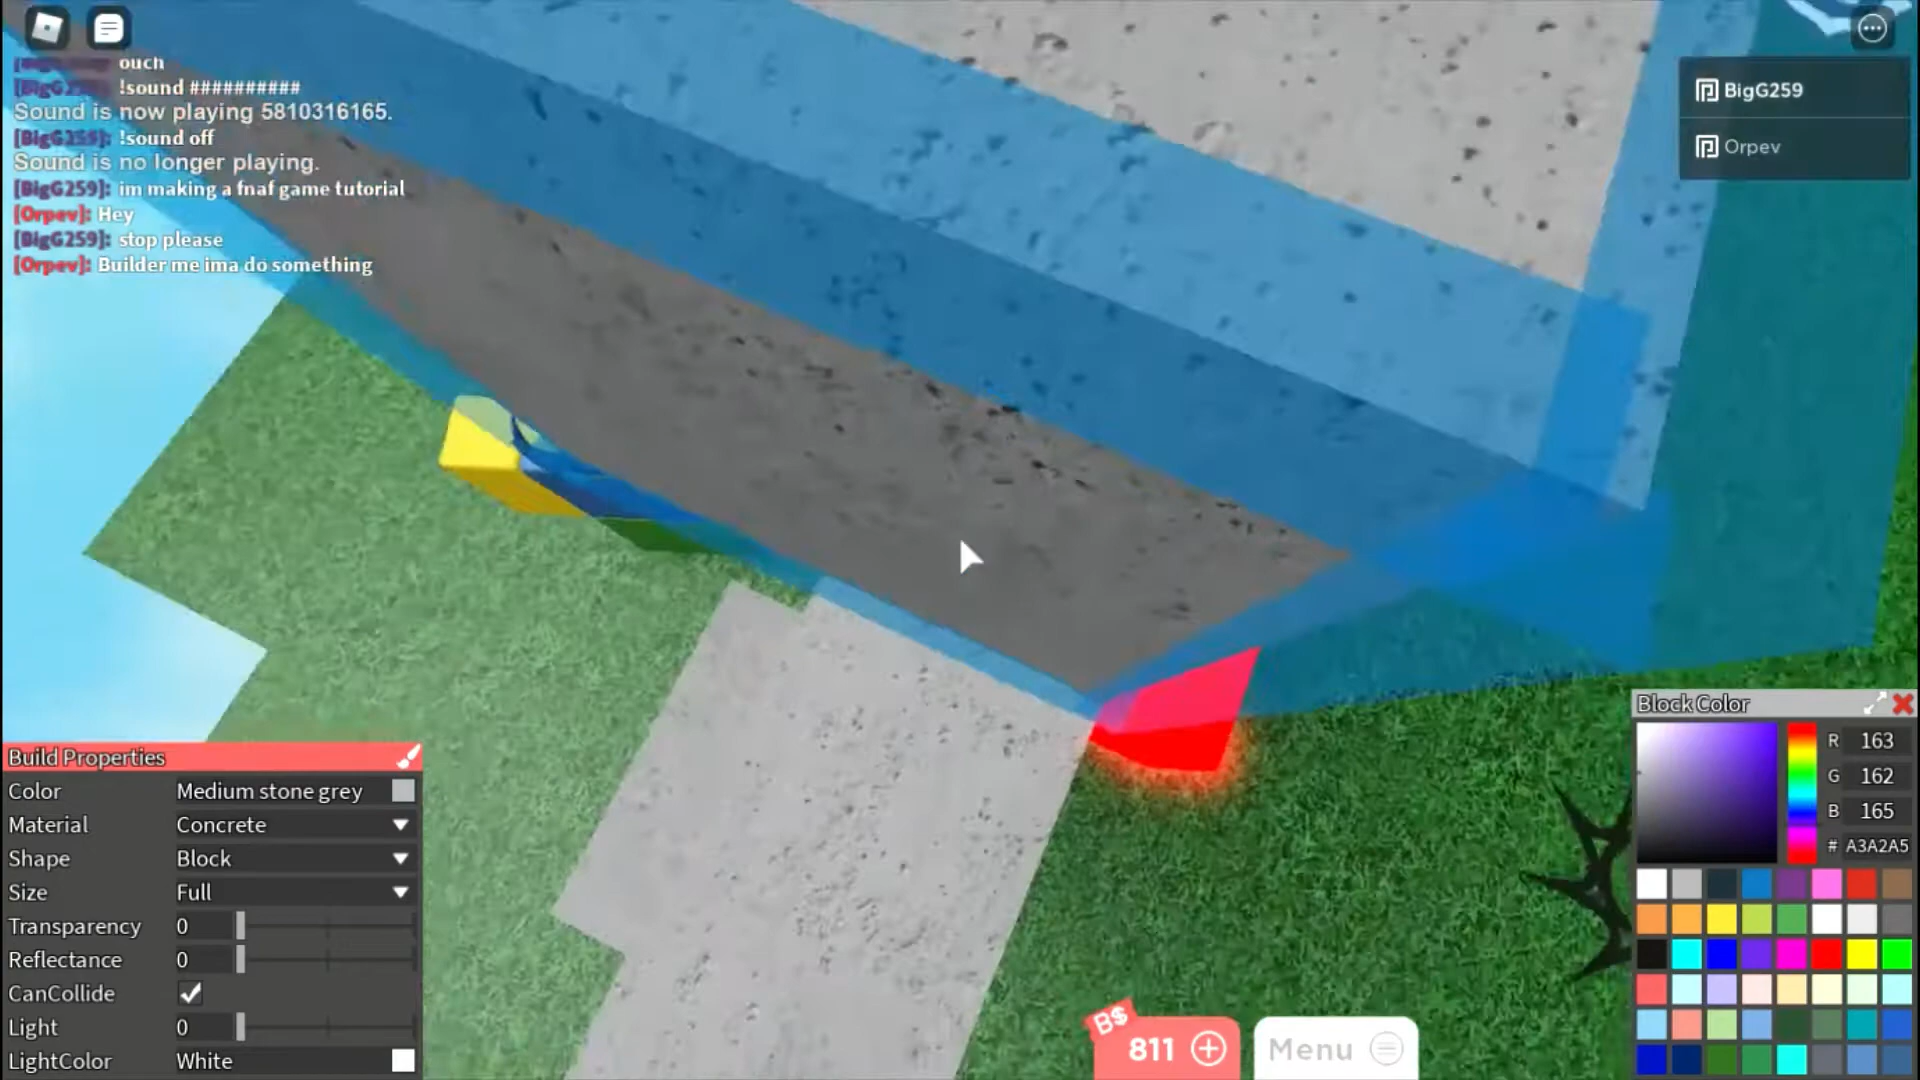 ouch
[BigG259]: !sound ##########
Sound is now playing 5810316165.
[BigG259]: !sound off
Sound is no longer playing.
[BigG259]: im making a fnaf game tutorial
[Orpev]: Hey
[BigG259]: stop please
[Orpev]: Builder me ima do something
BigG259
Orpev
Build Properties
Color Medium stone grey
Material Concrete
Shape Block
Size Full
Transparency 0
Reflectance 0
CanCollide
Light 0
LightColor White
B$
811
Menu
Block Color
R 163
G 162
B 165
# A3A2A5